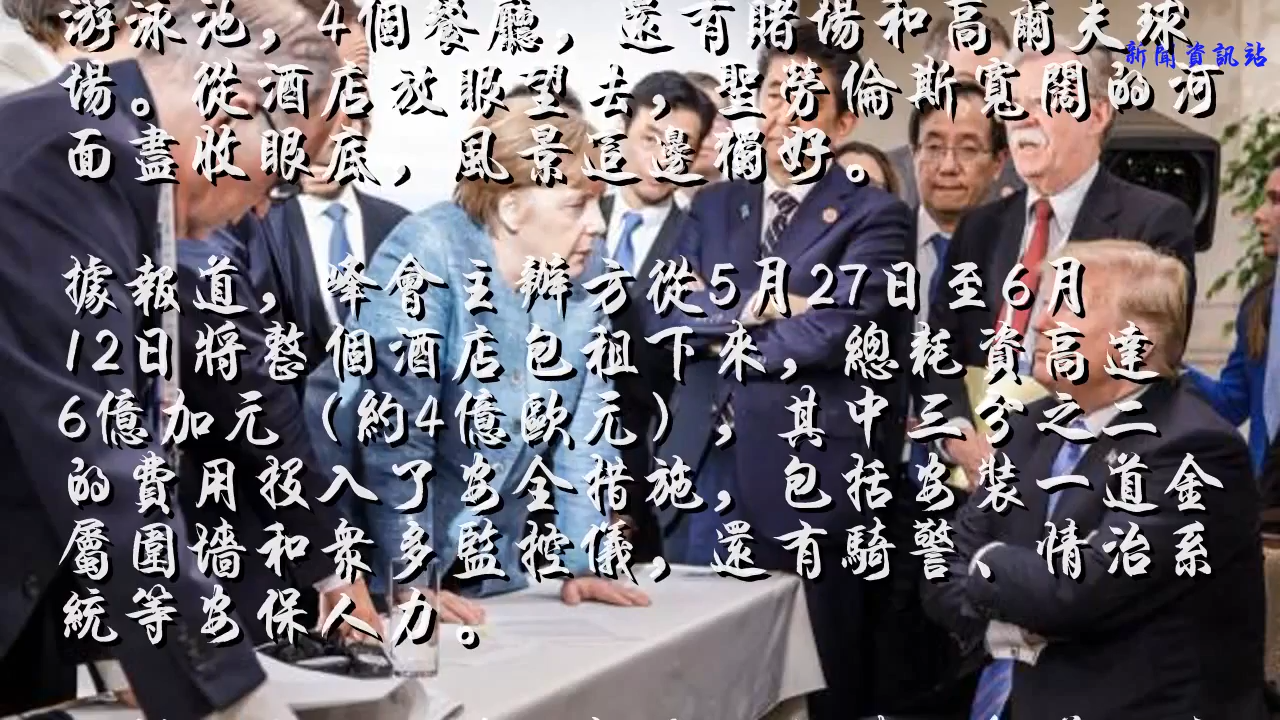 游泳池，4個餐廳，還有賭場和高爾夫球
新聞資訊站
場。從酒店放眼望去，聖勞倫斯寬闊的河
面盡收眼底，風景這邊獨好。
據報道，峰會主辦方從5月27日至6月
12日將整個酒店包租下來，總耗資高達
6億加元（約4億歐元），其中三分之二
的費用投入了安全措施，包括安裝一道金
屬圍墻和衆多監控儀，還有騎警、情治系
統等安保人力。